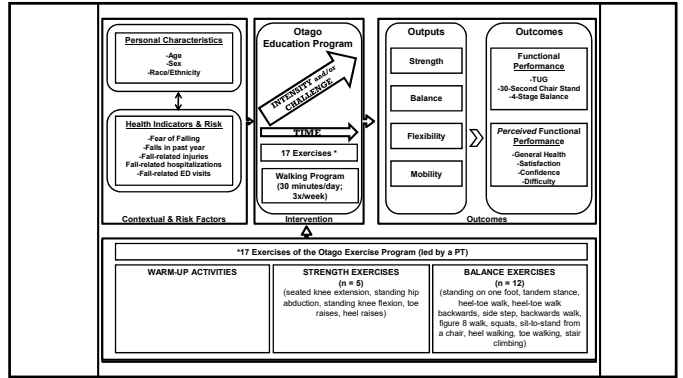 Personal Characteristics
-Age
-Sex
-Race/Ethnicity
Health Indicators & Risk
-Fear of Falling
-Falls in past year
-Fall-related injuries
Fall-related hospitalizations
-Fall-related ED visits
Contextual & Risk Factors
Otago
Education Program
INTENSITY and/or
CHALLENGE
TIME
17 Exercises *
Walking Program
(30 minutes/day;
3x/week)
Intervention
Outputs
Strength
Balance
Flexibility
Mobility
Outcomes
Functional
Performance
-TUG
-30-Second Chair Stand
-4-Stage Balance
Perceived Functional
Performance
-General Health
-Satisfaction
-Confidence
-Difficulty
Outcomes
*17 Exercises of the Otago Exercise Program (led by a PT)
WARM-UP ACTIVITIES
STRENGTH EXERCISES
(n = 5)
(seated knee extension, standing hip
abduction, standing knee flexion, toe
raises, heel raises)
BALANCE EXERCISES
(n = 12)
(standing on one foot, tandem stance,
heel-toe walk, heel-toe walk
backwards, side step, backwards walk,
figure 8 walk, squats, sit-to-stand from
a chair, heel walking, toe walking, stair
climbing)